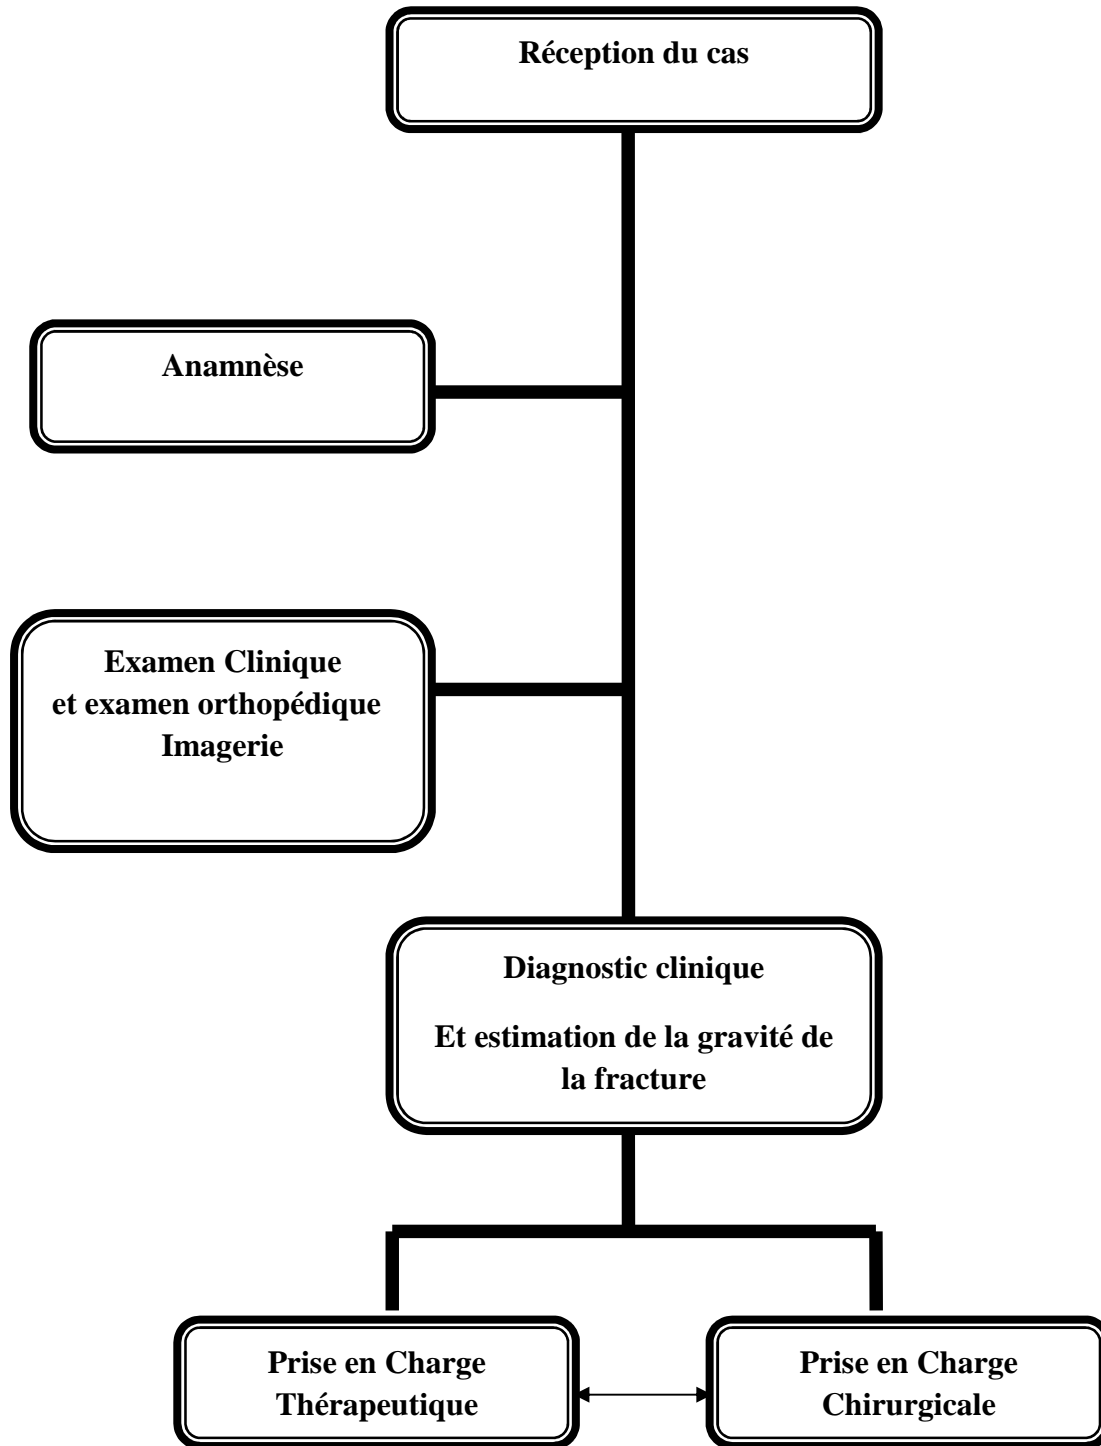 Réception du cas
Anamnèse
Examen Clinique
et examen orthopédique
Imagerie
Diagnostic clinique
Et estimation de la gravité de
la fracture
Prise en Charge
Thérapeutique
Prise en Charge
Chirurgicale